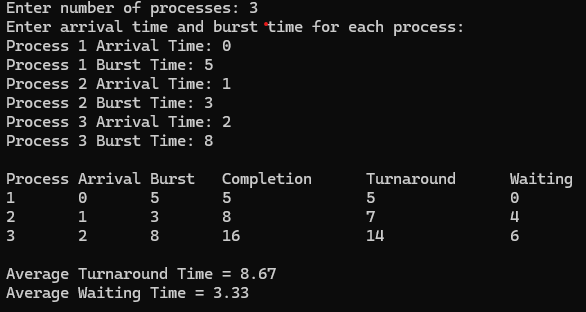 Enter number of processes: 3
Enter arrival time and burst time for each process:
Process 1 Arrival Time: 0
Process 1 Burst Time: 5
Process 2 Arrival Time: 1
Process 2 Burst Time: 3
Process 3 Arrival Time: 2
Process 3 Burst Time: 8
Process Arrival Burst Completion Turnaround Waiting
1 0 5 5 5 0
2 1 3 8 7 4
3 2 8 16 14 6
Average Turnaround Time = 8.67
Average Waiting Time = 3.33